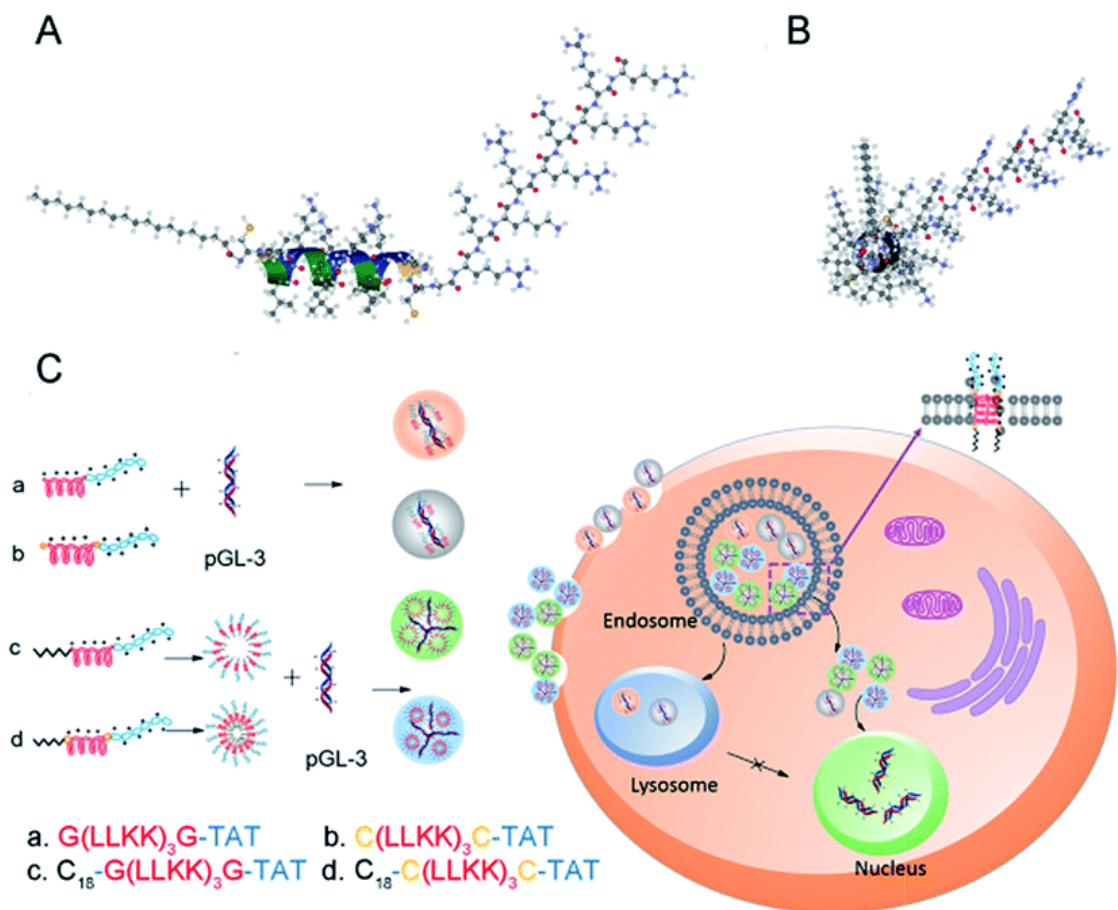 A
B
C
a
b
pGL-3
c
d
pGL-3
Endosome
Lysosome
Nucleus
a. G(LLKK)₃G-TAT
b. C(LLKK)₃C-TAT
c. C₁₈-G(LLKK)₃G-TAT
d. C₁₈-C(LLKK)₃C-TAT